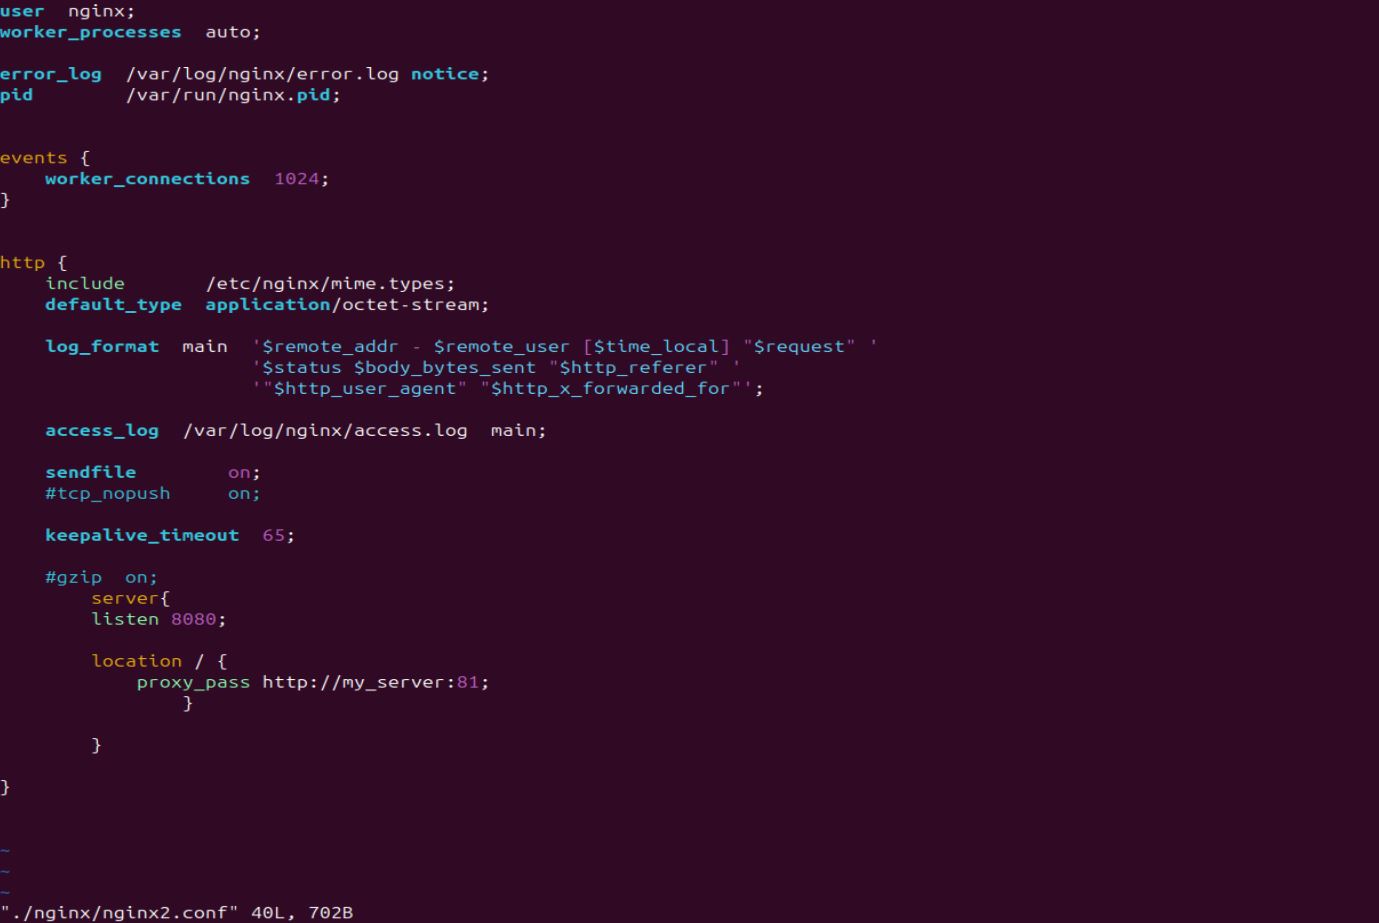 user  nginx;
worker_processes  auto;
error_log  /var/log/nginx/error.log notice;
pid        /var/run/nginx.pid;
events {
    worker_connections  1024;
}
http {
    include       /etc/nginx/mime.types;
    default_type  application/octet-stream;
    log_format  main  '$remote_addr - $remote_user [$time_local] "$request" '
                      '$status $body_bytes_sent "$http_referer" '
                      '"$http_user_agent" "$http_x_forwarded_for"';
    access_log  /var/log/nginx/access.log  main;
    sendfile        on;
    #tcp_nopush     on;
    keepalive_timeout  65;
    #gzip  on;
        server{
        listen 8080;
        location / {
            proxy_pass http://my_server:81;
                }
        }
}
~
~
~
"./nginx/nginx2.conf" 40L, 702B